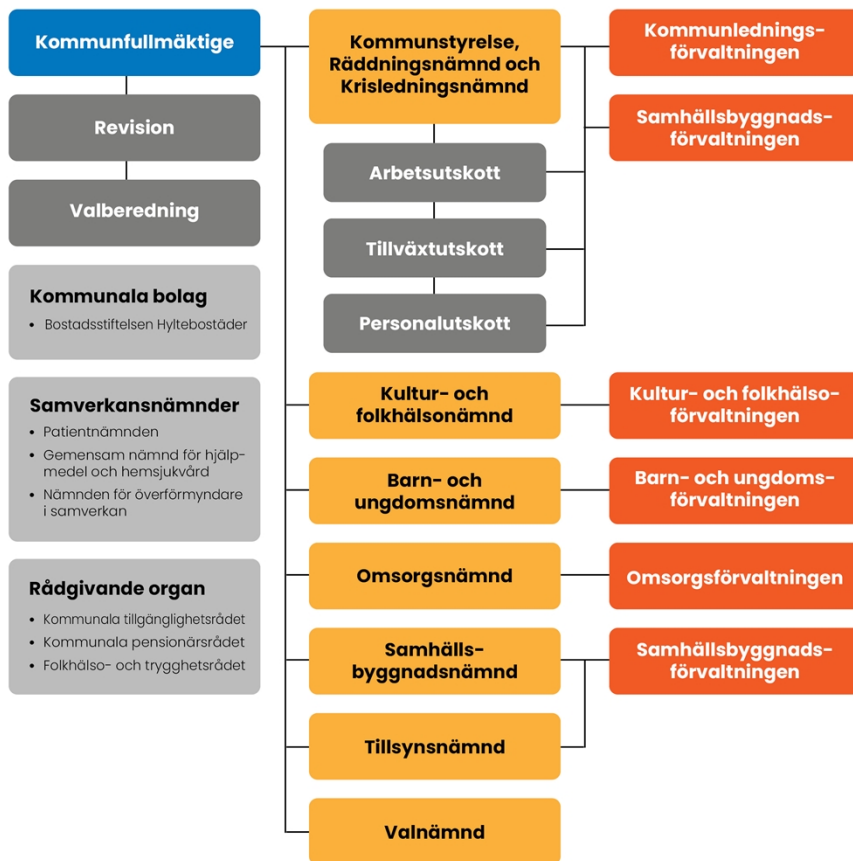 Kommunfullmäktige
Revision
Valberedning
Kommunala bolag
• Bostadsstiftelsen Hyltebostäder
Samverkansnämnder
• Patientnämnden
• Gemensam nämnd för hjälp-
medel och hemsjukvård
• Nämnden för överförmyndare
i samverkan
Rådgivande organ
• Kommunala tillgänglighetsrådet
• Kommunala pensionärsrådet
• Folkhälso- och trygghetsrådet
Kommunstyrelse,
Räddningsnämnd och
Krisledningsnämnd
Arbetsutskott
Tillväxtutskott
Personalutskott
Kultur- och
folkhälsonämnd
Barn- och
ungdomsnämnd
Omsorgsnämnd
Samhälls-
byggnadsnämnd
Tillsynsnämnd
Valnämnd
Kommunlednings-
förvaltningen
Samhällsbyggnads-
förvaltningen
Kultur- och folkhälso-
förvaltningen
Barn- och ungdoms-
förvaltningen
Omsorgsförvaltningen
Samhällsbyggnads-
förvaltningen